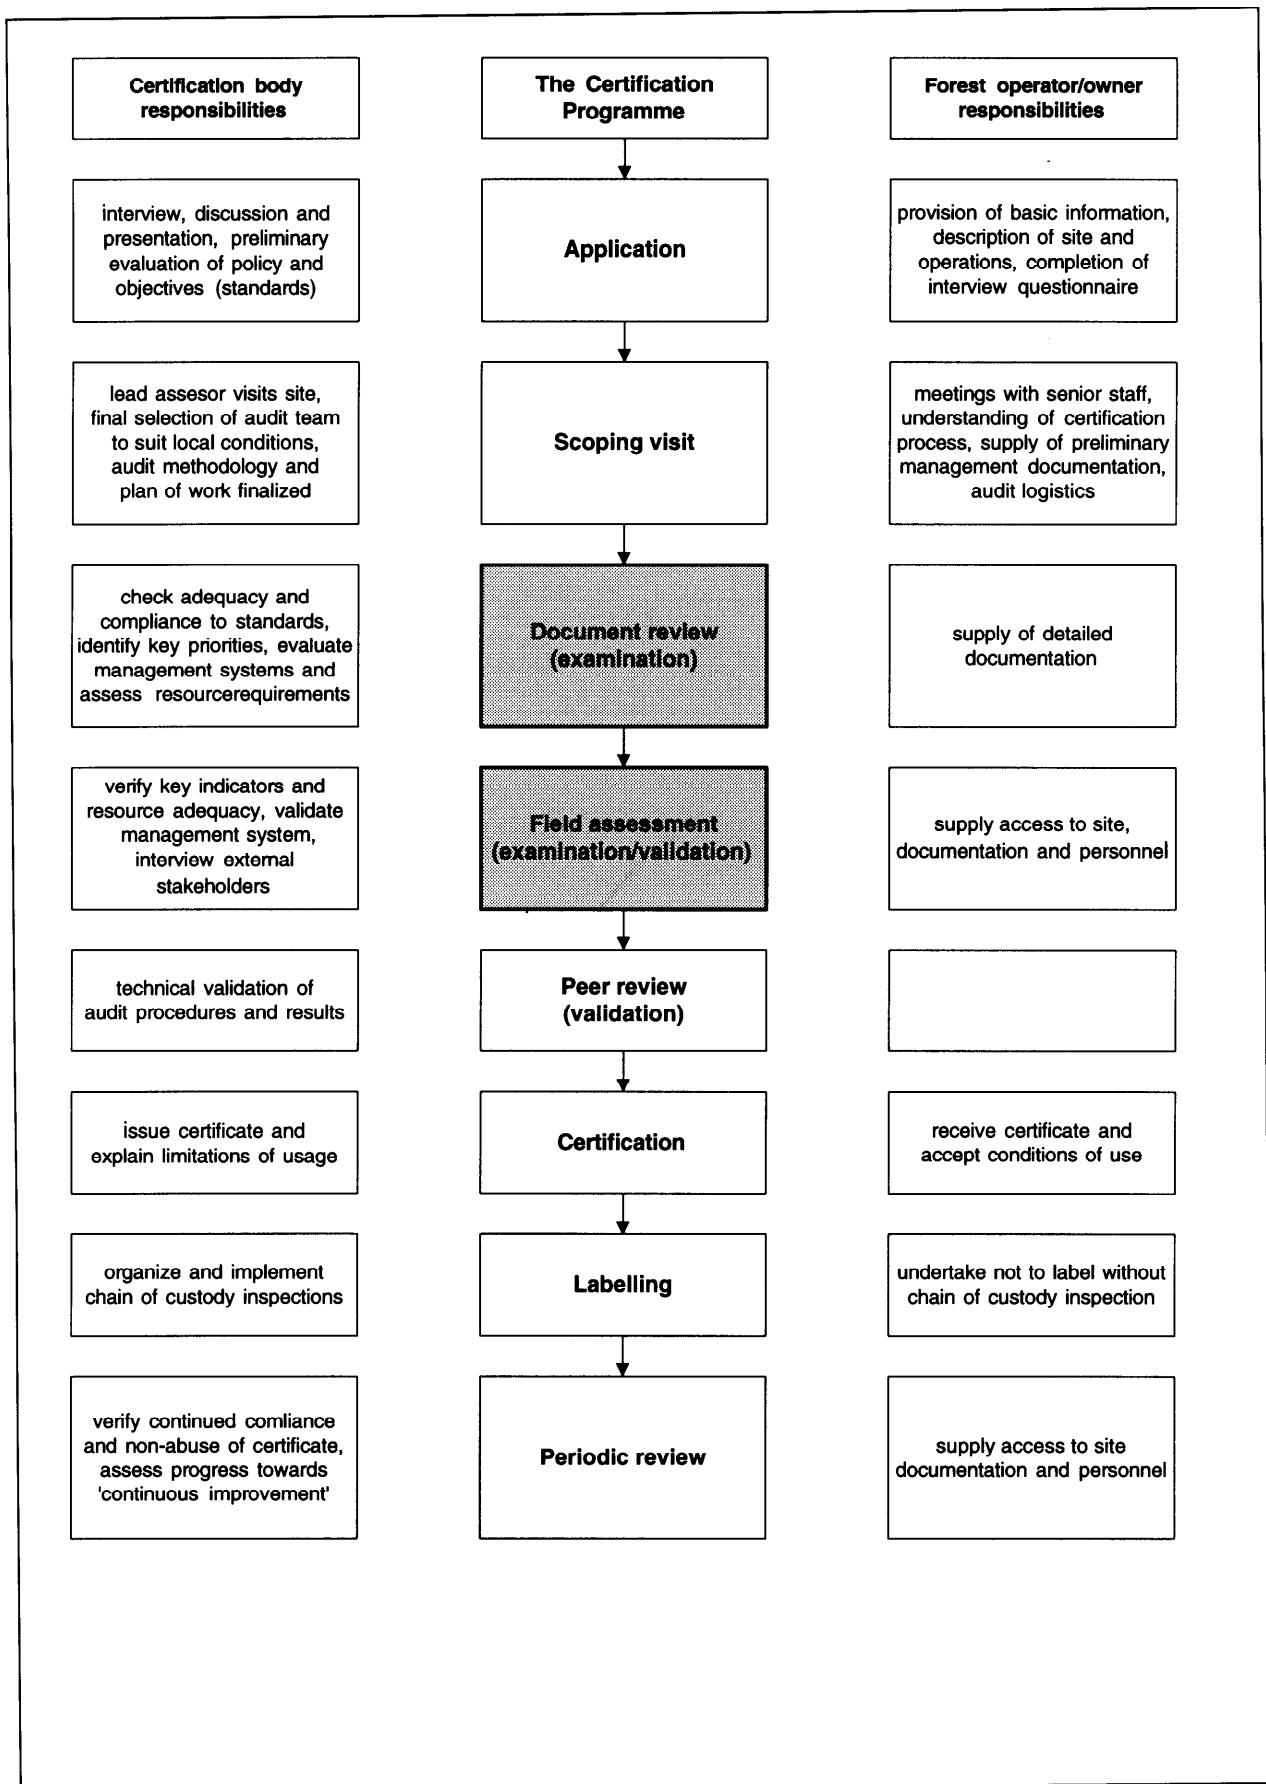 Certification body
responsibilities
The Certification
Programme
Forest operator/owner
responsibilities
interview, discussion and
presentation, preliminary
evaluation of policy and
objectives (standards)
Application
provision of basic information,
description of site and
operations, completion of
interview questionnaire
lead assesor visits site,
final selection of audit team
to suit local conditions,
audit methodology and
plan of work finalized
Scoping visit
meetings with senior staff,
understanding of certification
process, supply of preliminary
management documentation,
audit logistics
check adequacy and
compliance to standards,
identify key priorities, evaluate
management systems and
assess resourcerequirements
Document review
(examination)
supply of detailed
documentation
verify key indicators and
resource adequacy, validate
management system,
interview external
stakeholders
Field assessment
(examination/validation)
supply access to site,
documentation and personnel
technical validation of
audit procedures and results
Peer review
(validation)
issue certificate and
explain limitations of usage
Certification
receive certificate and
accept conditions of use
organize and implement
chain of custody inspections
Labelling
undertake not to label without
chain of custody inspection
verify continued comliance
and non-abuse of certificate,
assess progress towards
'continuous improvement'
Periodic review
supply access to site
documentation and personnel